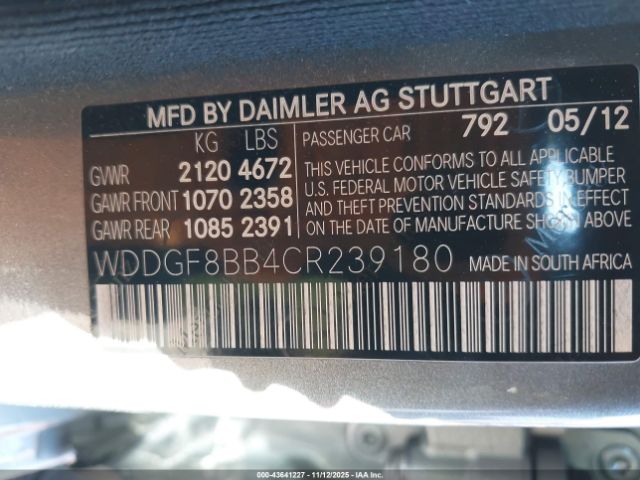 MFD BY DAIMLER AG STUTTGART
KG LBS PASSENGER CAR 792 05/12
GVWR 2120 4672
GAWR FRONT 1070 2358
GAWR REAR 1085 2391
THIS VEHICLE CONFORMS TO ALL APPLICABLE
U.S. FEDERAL MOTOR VEHICLE SAFETY, BUMPER
AND THEFT PREVENTION STANDARDS IN EFFECT
ON THE DATE OF MANUFACTURE SHOWN ABOVE
WDDGF8BB4CR239180 MADE IN SOUTH AFRICA
000-43641227 - 11/12/2025 - IAAI.COM